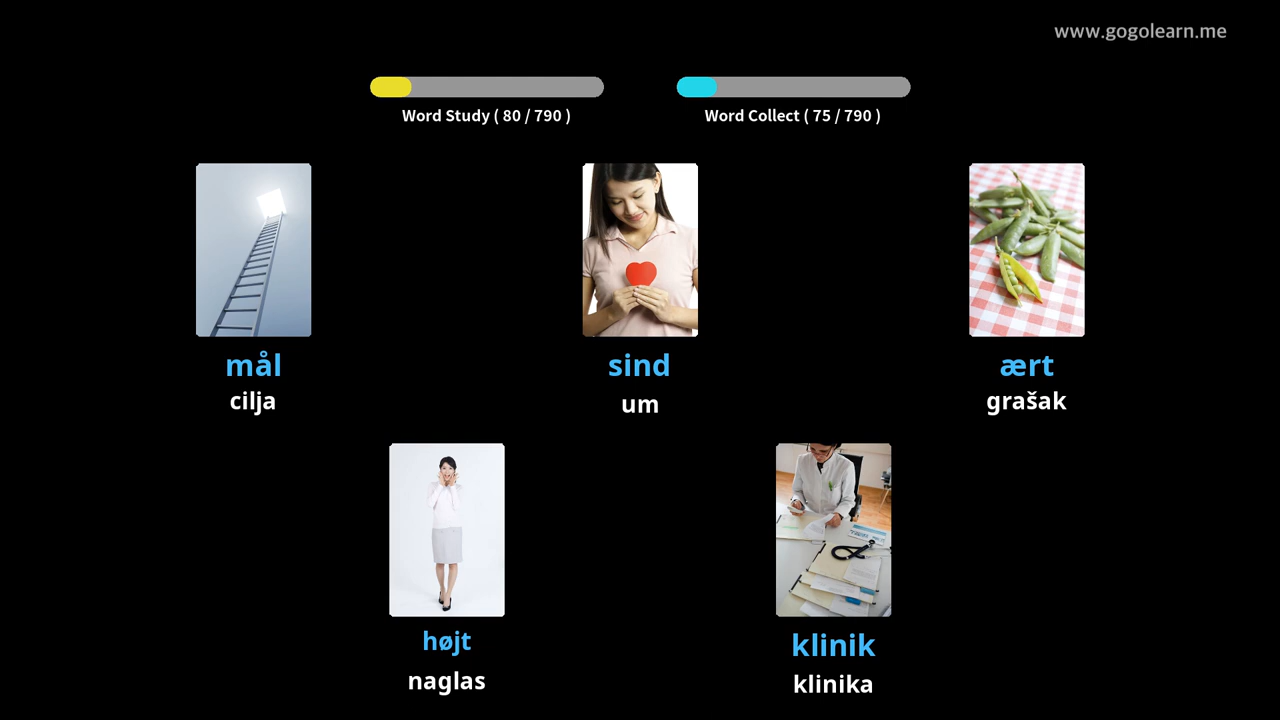 www.gogolearn.me
Word Study ( 80 / 790 )
Word Collect ( 75 / 790 )
mål
cilja
sind
um
ært
grašak
højt
naglas
klinik
klinika